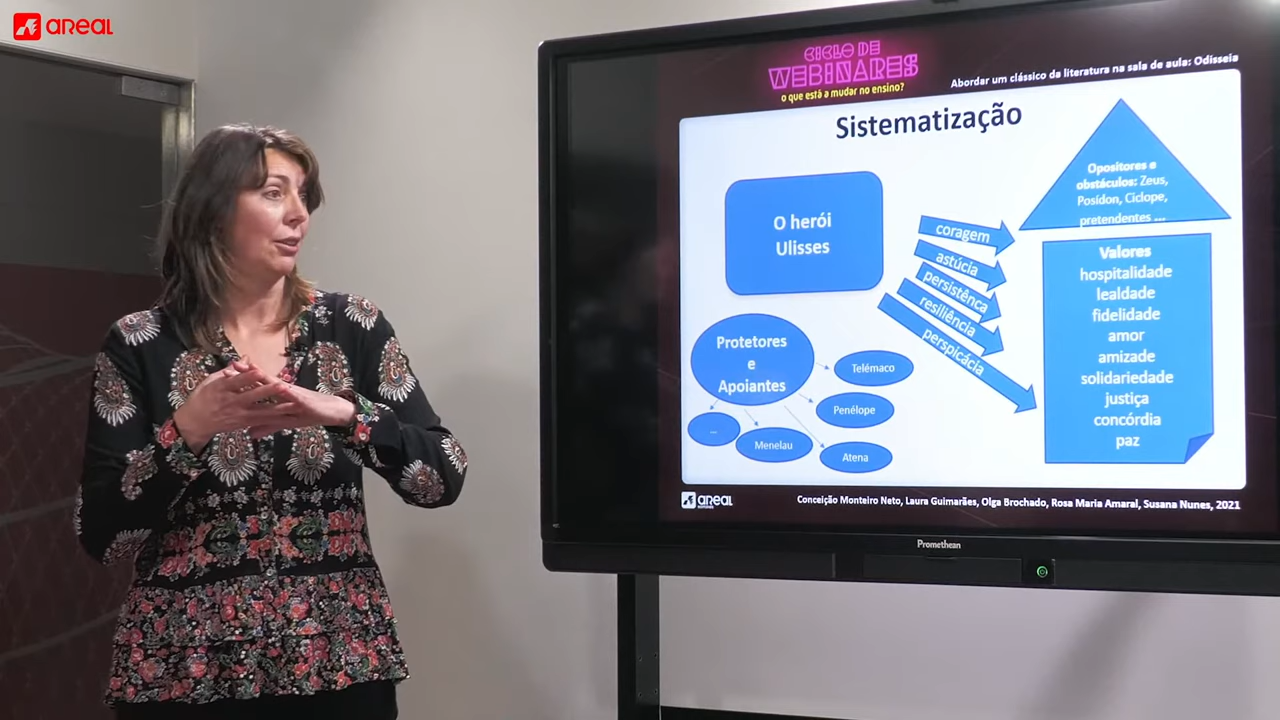 areal
CICLO DE
WEBINARES
o que está a mudar no ensino?
Abordar um clássico da literatura na sala de aula: Odisseia
Sistematização
O herói
Ulisses
coragem
astúcia
persistênca
resiliência
perspicácia
Opositores e
obstáculos: Zeus,
Posídon, Ciclope,
pretendentes ...
Valores
hospitalidade
lealdade
fidelidade
amor
amizade
solidariedade
justiça
concórdia
paz
Protetores
e
Apoiantes
Telémaco
Penélope
Atena
Menelau
...
areal
EDITORES
Conceição Monteiro Neto, Laura Guimarães, Olga Brochado, Rosa Maria Amaral, Susana Nunes, 2021
Promethean